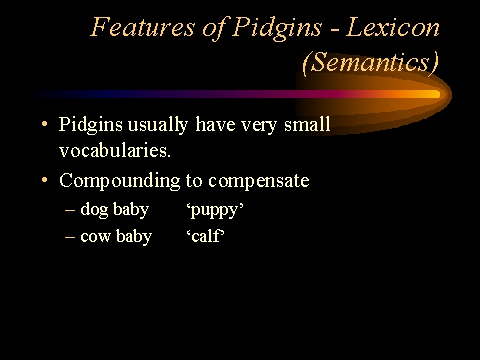 Features of Pidgins - Lexicon
(Semantics)
• Pidgins usually have very small
vocabularies.
• Compounding to compensate
– dog baby ‘puppy’
– cow baby ‘calf’